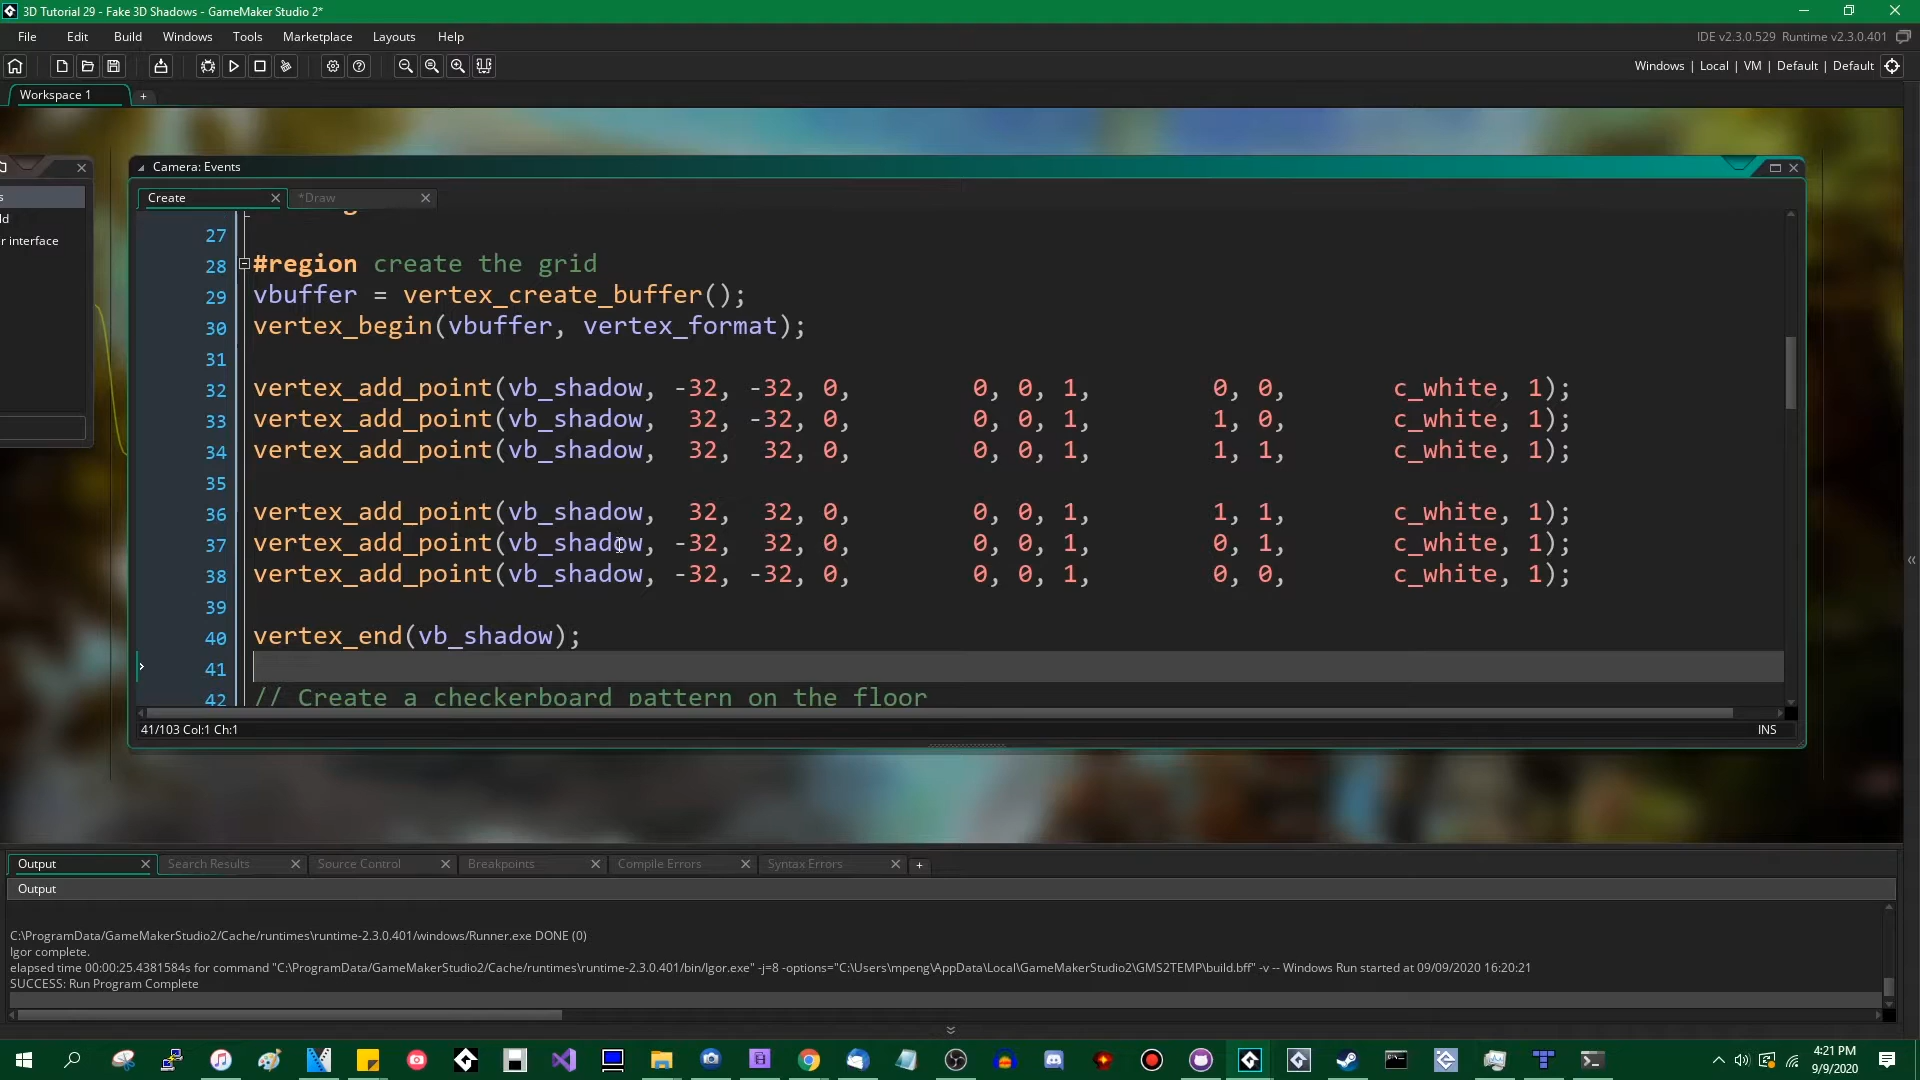 3D Tutorial 29 - Fake 3D Shadows - GameMaker Studio 2*
File Edit Build Windows Tools Marketplace Layouts Help
IDE v2.3.0.529 Runtime v2.3.0.401
Windows | Local | VM | Default | Default
Workspace 1 +
Camera: Events
Create *Draw
s
ld
r interface
27
28 #region create the grid
29 vbuffer = vertex_create_buffer();
30 vertex_begin(vbuffer, vertex_format);
31
32 vertex_add_point(vb_shadow, -32, -32, 0, 0, 0, 1, 0, 0, c_white, 1);
33 vertex_add_point(vb_shadow, 32, -32, 0, 0, 0, 1, 1, 0, c_white, 1);
34 vertex_add_point(vb_shadow, 32, 32, 0, 0, 0, 1, 1, 1, c_white, 1);
35
36 vertex_add_point(vb_shadow, 32, 32, 0, 0, 0, 1, 1, 1, c_white, 1);
37 vertex_add_point(vb_shadow, -32, 32, 0, 0, 0, 1, 0, 1, c_white, 1);
38 vertex_add_point(vb_shadow, -32, -32, 0, 0, 0, 1, 0, 0, c_white, 1);
39
40 vertex_end(vb_shadow);
41
42 // Create a checkerboard pattern on the floor
41/103 Col:1 Ch:1 INS
Output Search Results Source Control Breakpoints Compile Errors Syntax Errors +
Output
C:\ProgramData/GameMakerStudio2/Cache/runtimes\runtime-2.3.0.401/windows/Runner.exe DONE (0)
Igor complete.
elapsed time 00:00:25.4381584s for command "C:\ProgramData/GameMakerStudio2/Cache/runtimes\runtime-2.3.0.401/bin/Igor.exe" -j=8 -options="C:\Users\mpeng\AppData\Local\GameMakerStudio2\GMS2TEMP\build.bff" -v -- Windows Run started at 09/09/2020 16:20:21
SUCCESS: Run Program Complete
4:21 PM
9/9/2020